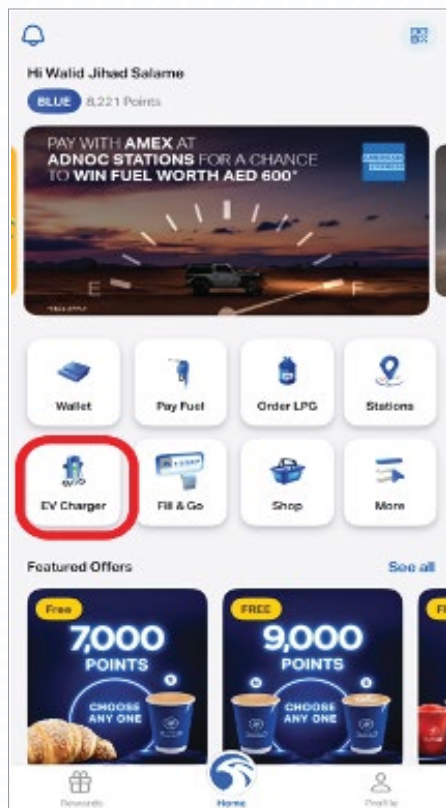 Hi Walid Jihad Salame
BLUE 8,221 Points
PAY WITH AMEX AT
ADNOC STATIONS FOR A CHANCE
TO WIN FUEL WORTH AED 600*
E F
Wallet Pay Fuel Order LPG Stations
EV Charger Fill & Go Shop More
Featured Offers See all
Free FREE
7,000 9,000
POINTS POINTS
CHOOSE CHOOSE
ANY ONE ANY ONE
Rewards Home Profile